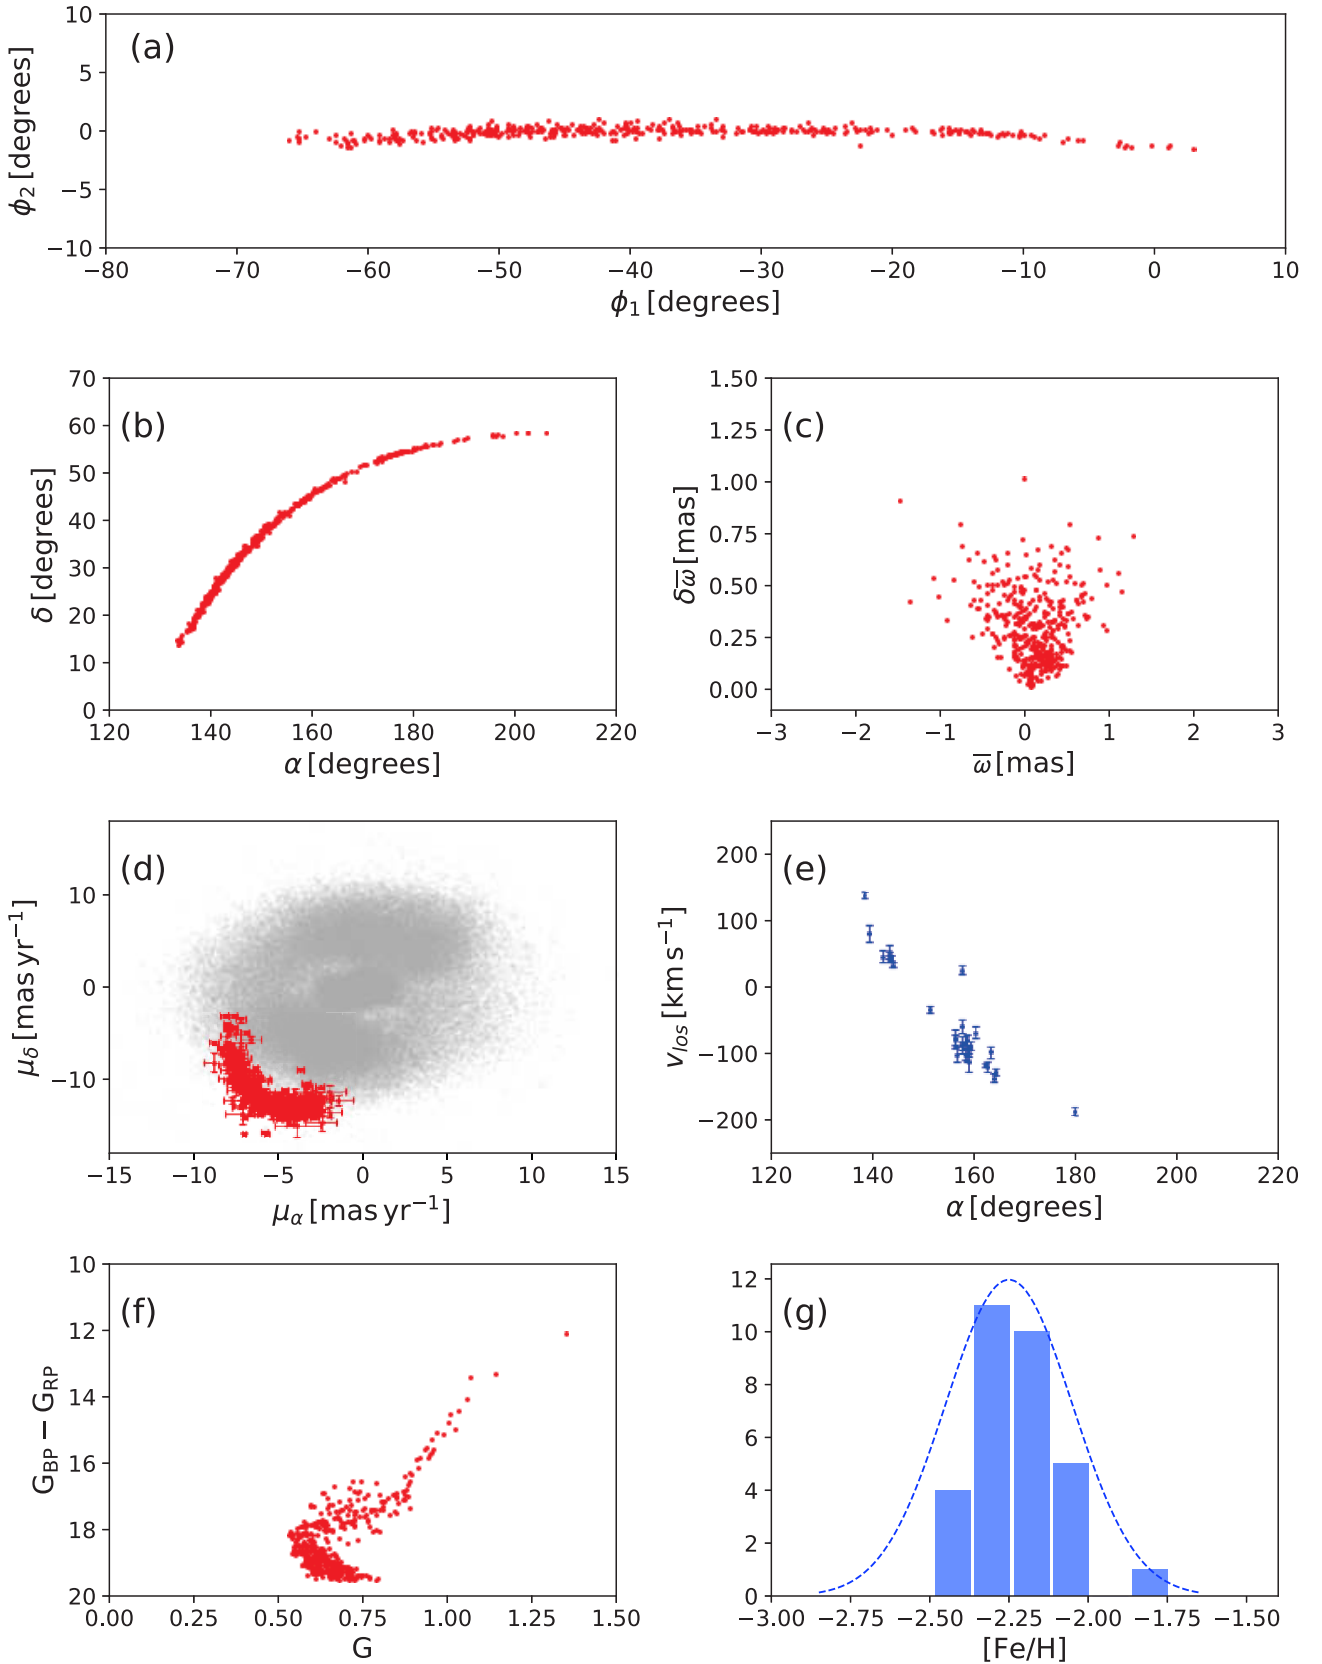 (a)
10
5
0
−5
−10
ϕ2 [degrees]
−80 −70 −60 −50 −40 −30 −20 −10 0 10
ϕ1 [degrees]
(b)
70
60
50
40
30
20
10
0
δ [degrees]
120 140 160 180 200 220
α [degrees]
(c)
1.50
1.25
1.00
0.75
0.50
0.25
0.00
δϖ̅ [mas]
−3 −2 −1 0 1 2 3
ϖ̅ [mas]
(d)
10
0
−10
μδ [mas yr−1]
−15 −10 −5 0 5 10 15
μα [mas yr−1]
(e)
200
100
0
−100
−200
vlos [km s−1]
120 140 160 180 200 220
α [degrees]
(f)
10
12
14
16
18
20
GBP − GRP
0.00 0.25 0.50 0.75 1.00 1.25 1.50
G
(g)
12
10
8
6
4
2
0
−3.00 −2.75 −2.50 −2.25 −2.00 −1.75 −1.50
[Fe/H]